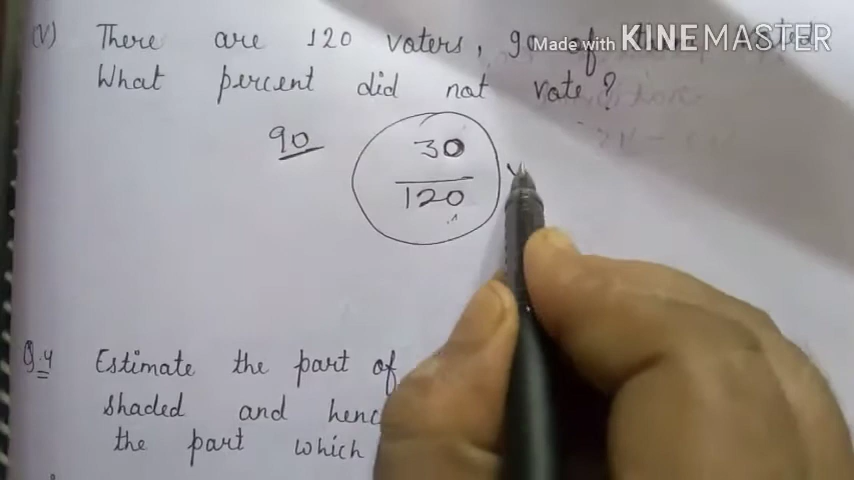 (V) There are 120 voters, 90 of
Made with KINEMASTER
What percent did not vote?
90
30
120
Q.4 Estimate the part of
shaded and henc
the part which